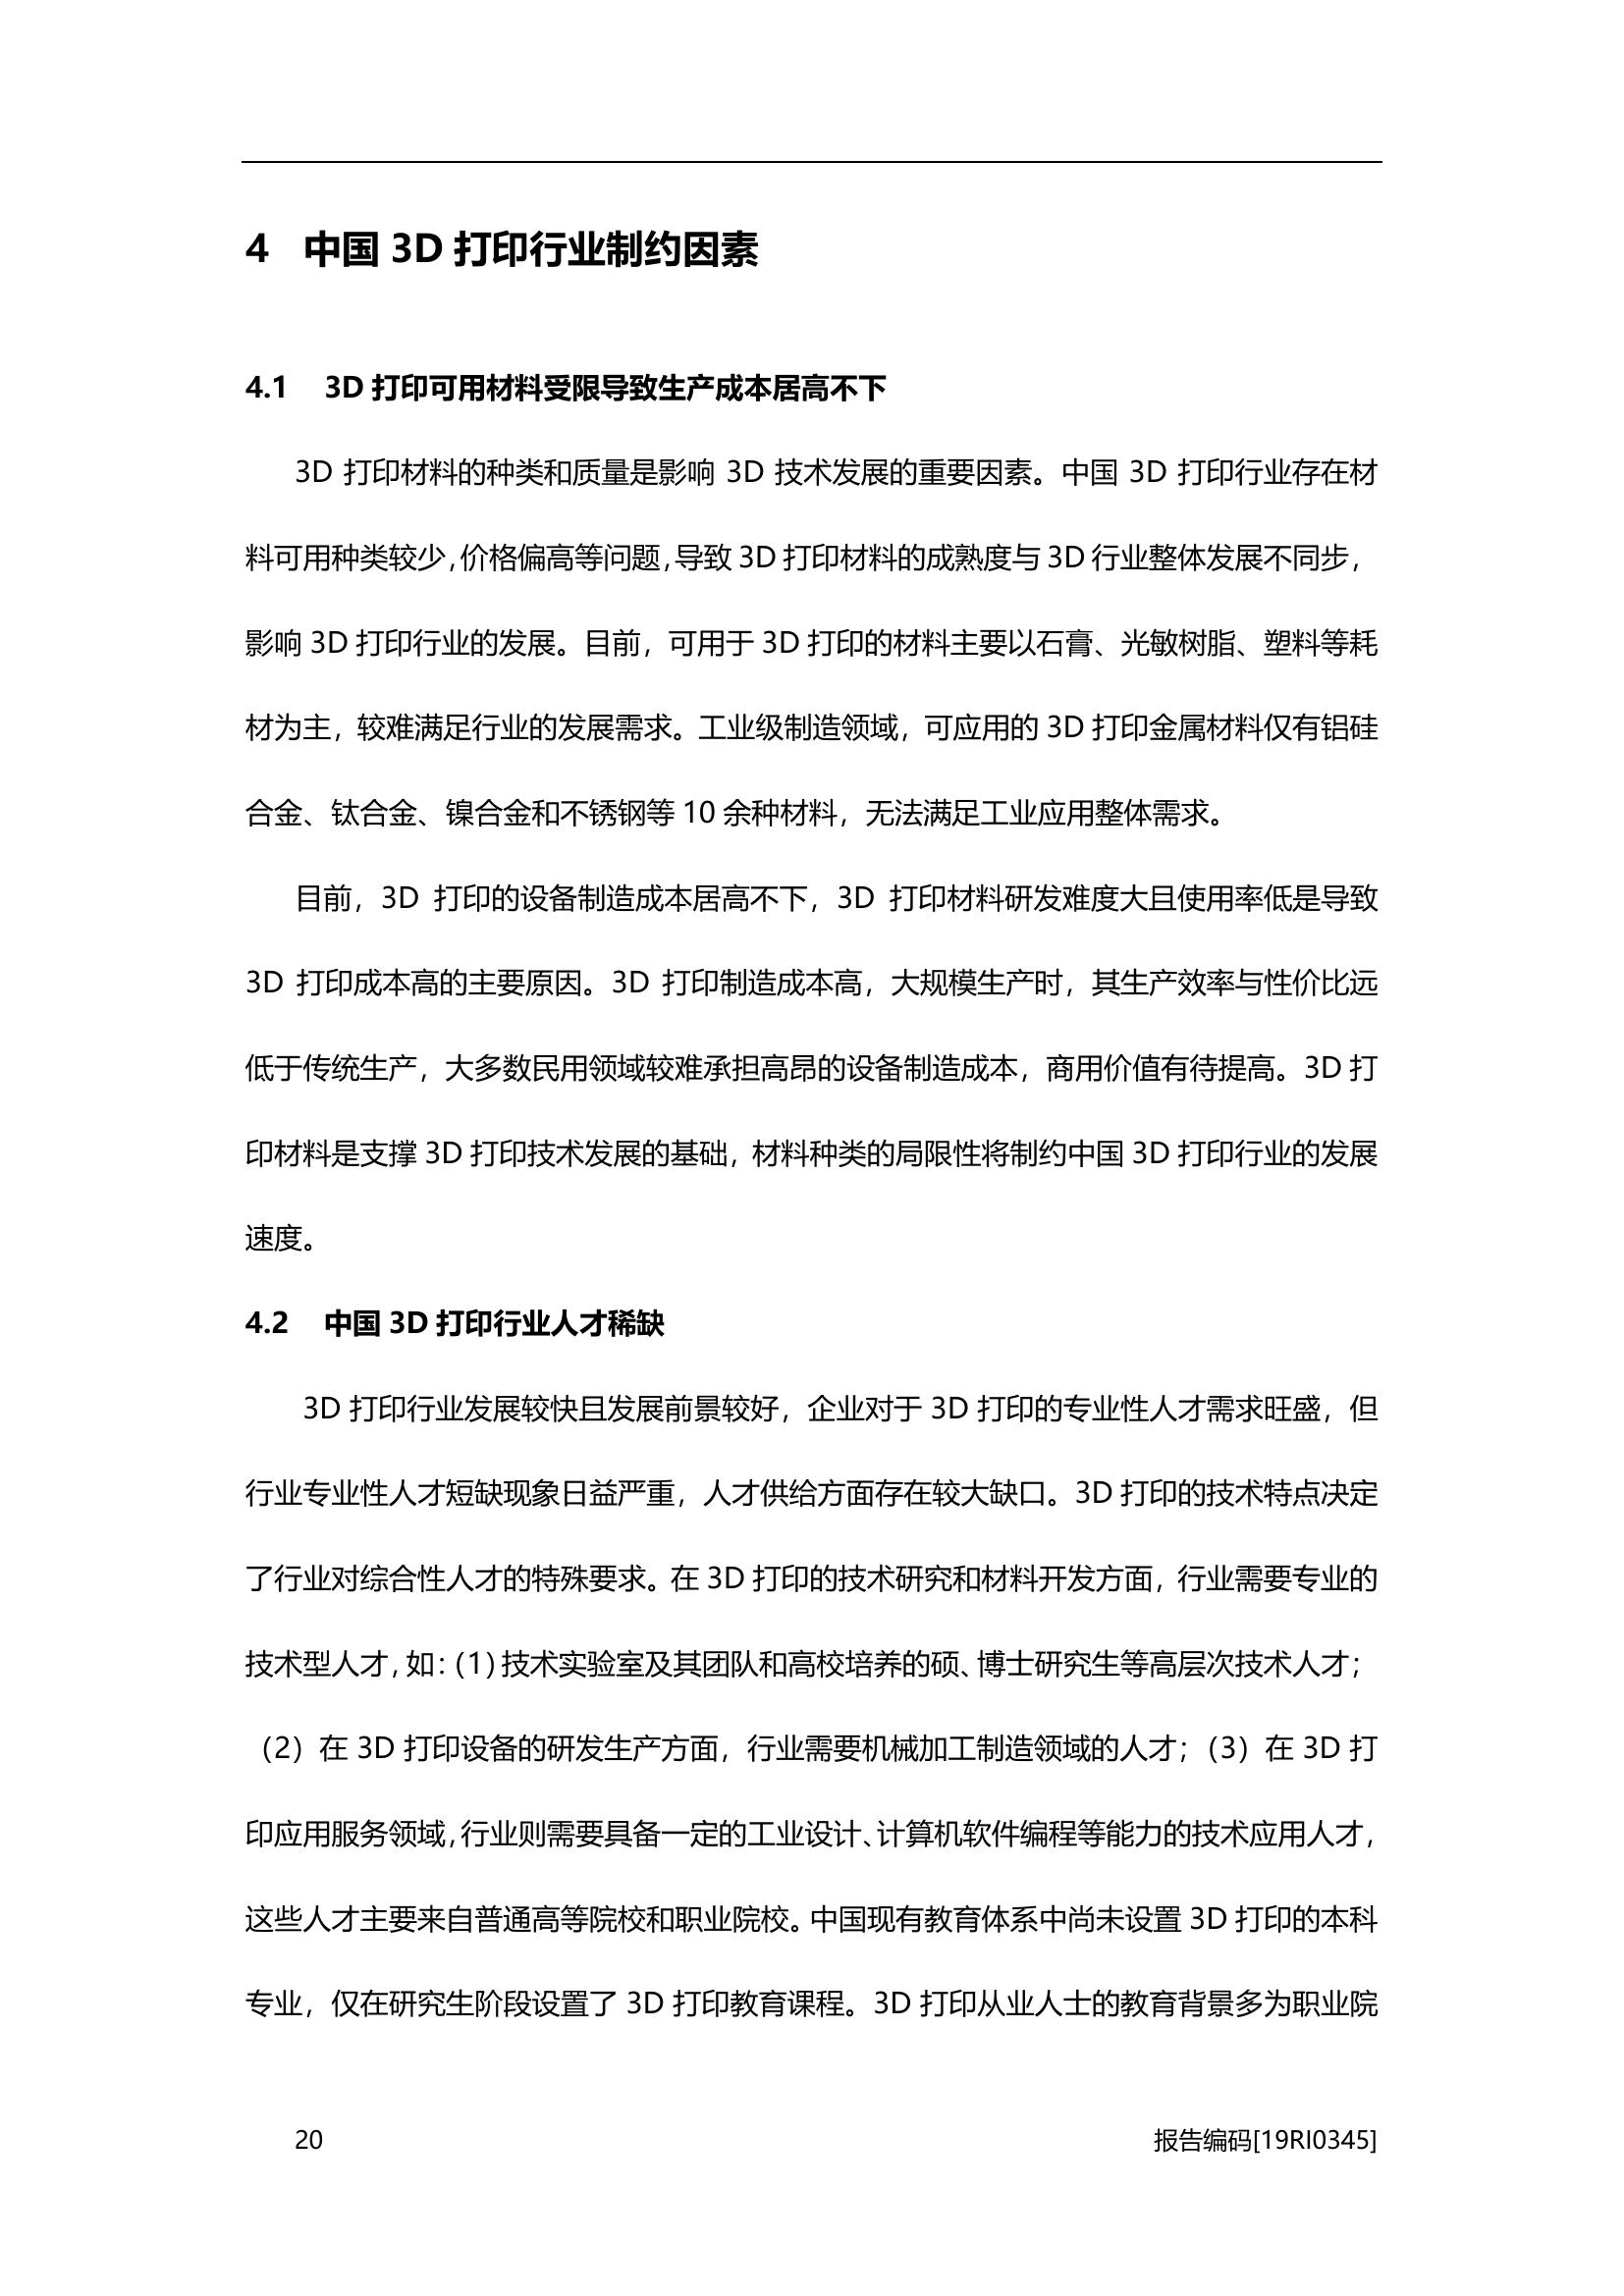 4 中国 3D 打印行业制约因素
4.1 3D 打印可用材料受限导致生产成本居高不下
3D 打印材料的种类和质量是影响 3D 技术发展的重要因素。中国 3D 打印行业存在材
料可用种类较少，价格偏高等问题，导致 3D 打印材料的成熟度与 3D 行业整体发展不同步，
影响 3D 打印行业的发展。目前，可用于 3D 打印的材料主要以石膏、光敏树脂、塑料等耗
材为主，较难满足行业的发展需求。工业级制造领域，可应用的 3D 打印金属材料仅有铝硅
合金、钛合金、镍合金和不锈钢等 10 余种材料，无法满足工业应用整体需求。
目前，3D 打印的设备制造成本居高不下，3D 打印材料研发难度大且使用率低是导致
3D 打印成本高的主要原因。3D 打印制造成本高，大规模生产时，其生产效率与性价比远
低于传统生产，大多数民用领域较难承担高昂的设备制造成本，商用价值有待提高。3D 打
印材料是支撑 3D 打印技术发展的基础，材料种类的局限性将制约中国 3D 打印行业的发展
速度。
4.2 中国 3D 打印行业人才稀缺
3D 打印行业发展较快且发展前景较好，企业对于 3D 打印的专业性人才需求旺盛，但
行业专业性人才短缺现象日益严重，人才供给方面存在较大缺口。3D 打印的技术特点决定
了行业对综合性人才的特殊要求。在 3D 打印的技术研究和材料开发方面，行业需要专业的
技术型人才，如：（1）技术实验室及其团队和高校培养的硕、博士研究生等高层次技术人才；
（2）在 3D 打印设备的研发生产方面，行业需要机械加工制造领域的人才；（3）在 3D 打
印应用服务领域，行业则需要具备一定的工业设计、计算机软件编程等能力的技术应用人才，
这些人才主要来自普通高等院校和职业院校。中国现有教育体系中尚未设置 3D 打印的本科
专业，仅在研究生阶段设置了 3D 打印教育课程。3D 打印从业人士的教育背景多为职业院
20 报告编码[19RI0345]